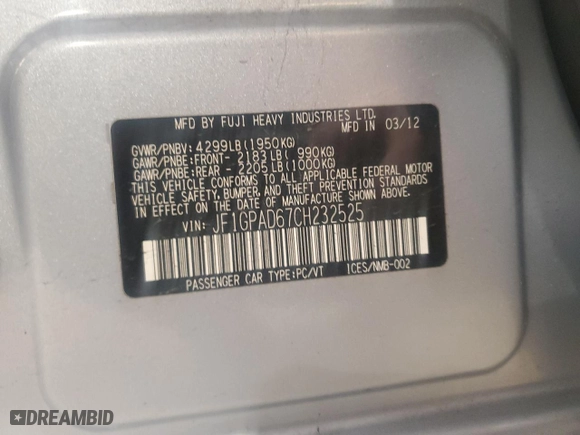 MFD BY FUJI HEAVY INDUSTRIES LTD.
MFD IN 03/12
GVWR/PNBV: 4299LB(1950KG)
GAWR/PNBE:FRONT- 2183LB( 990KG)
GAWR/PNBE:REAR - 2205LB(1000KG)
THIS VEHICLE CONFORMS TO ALL APPLICABLE FEDERAL MOTOR
VEHICLE SAFETY, BUMPER, AND THEFT PREVENTION STANDARDS
IN EFFECT ON THE DATE OF MANUFACTURE SHOWN ABOVE.
VIN: JF1GPAD67CH232525
PASSENGER CAR TYPE:PC/VT ICES/NMB-002
DREAMBID